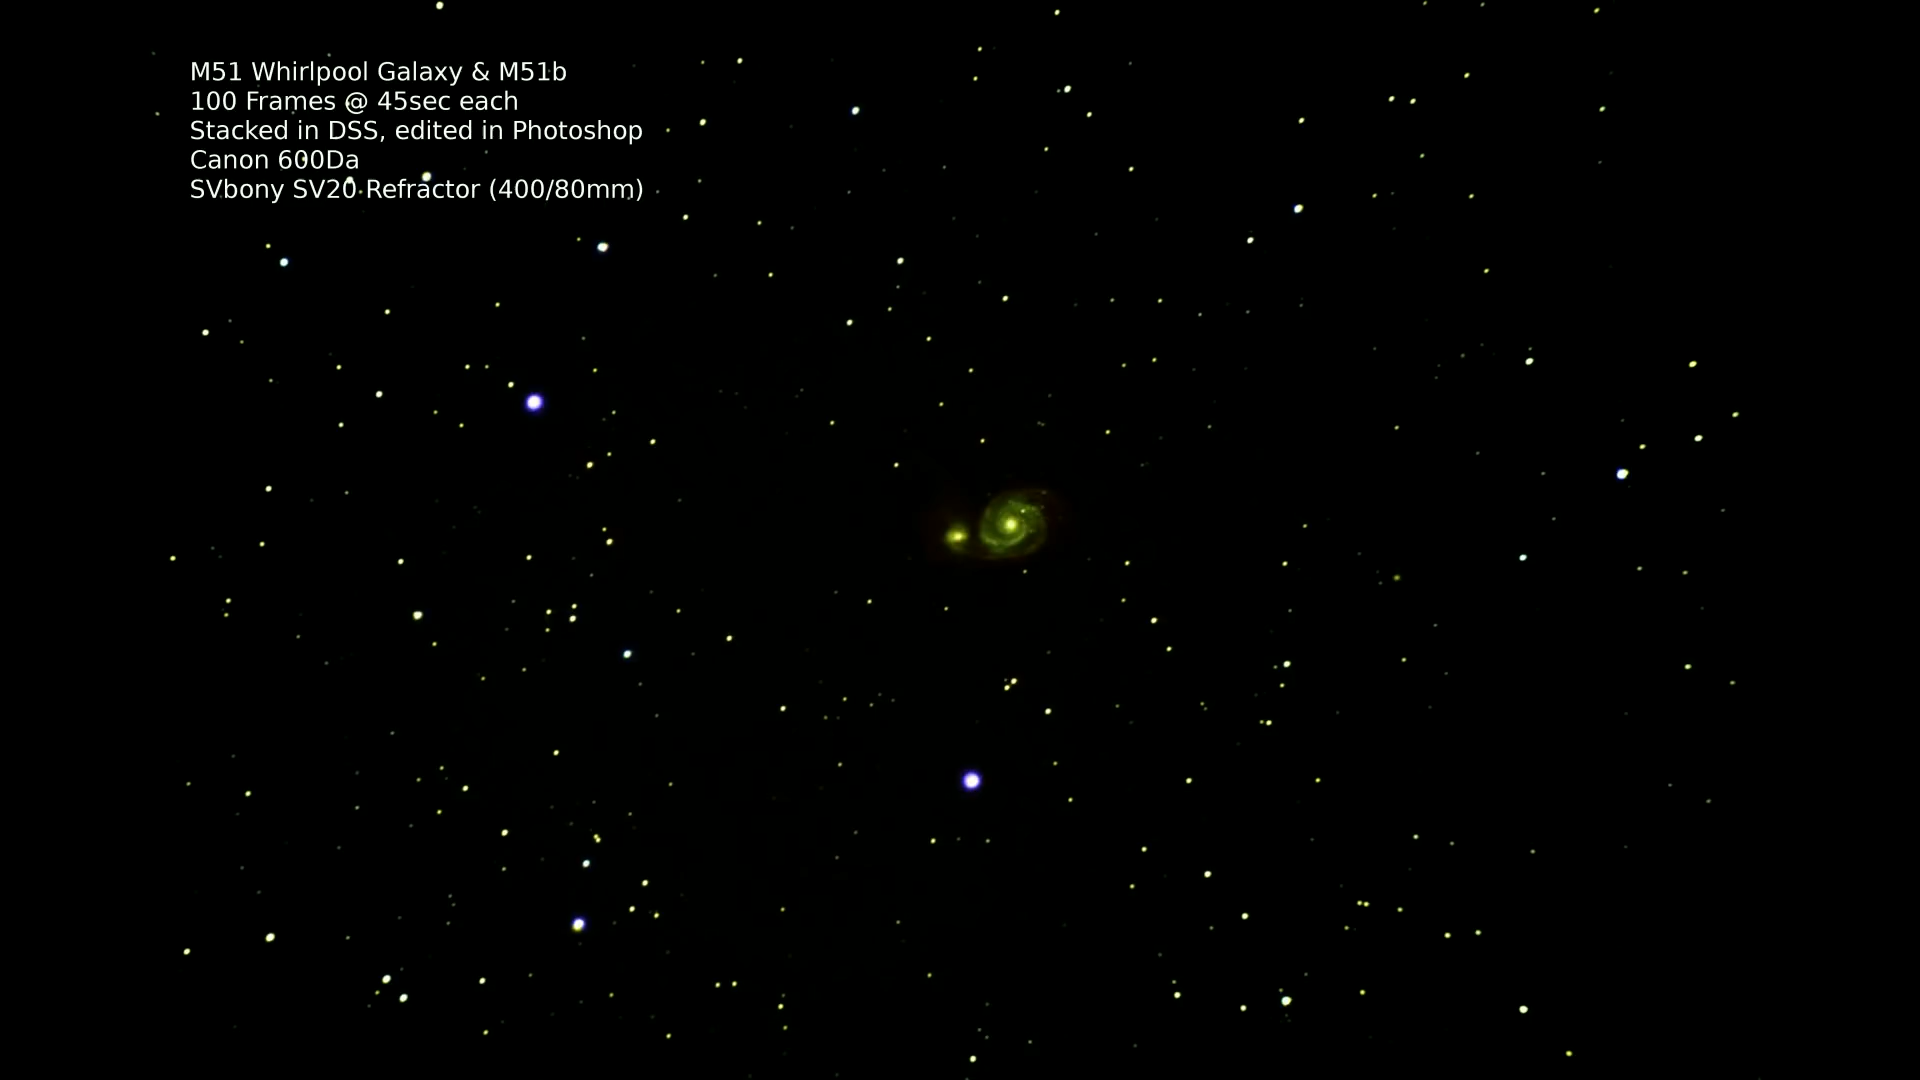 M51 Whirlpool Galaxy & M51b
100 Frames @ 45sec each
Stacked in DSS, edited in Photoshop
Canon 600Da
SVbony SV20 Refractor (400/80mm)